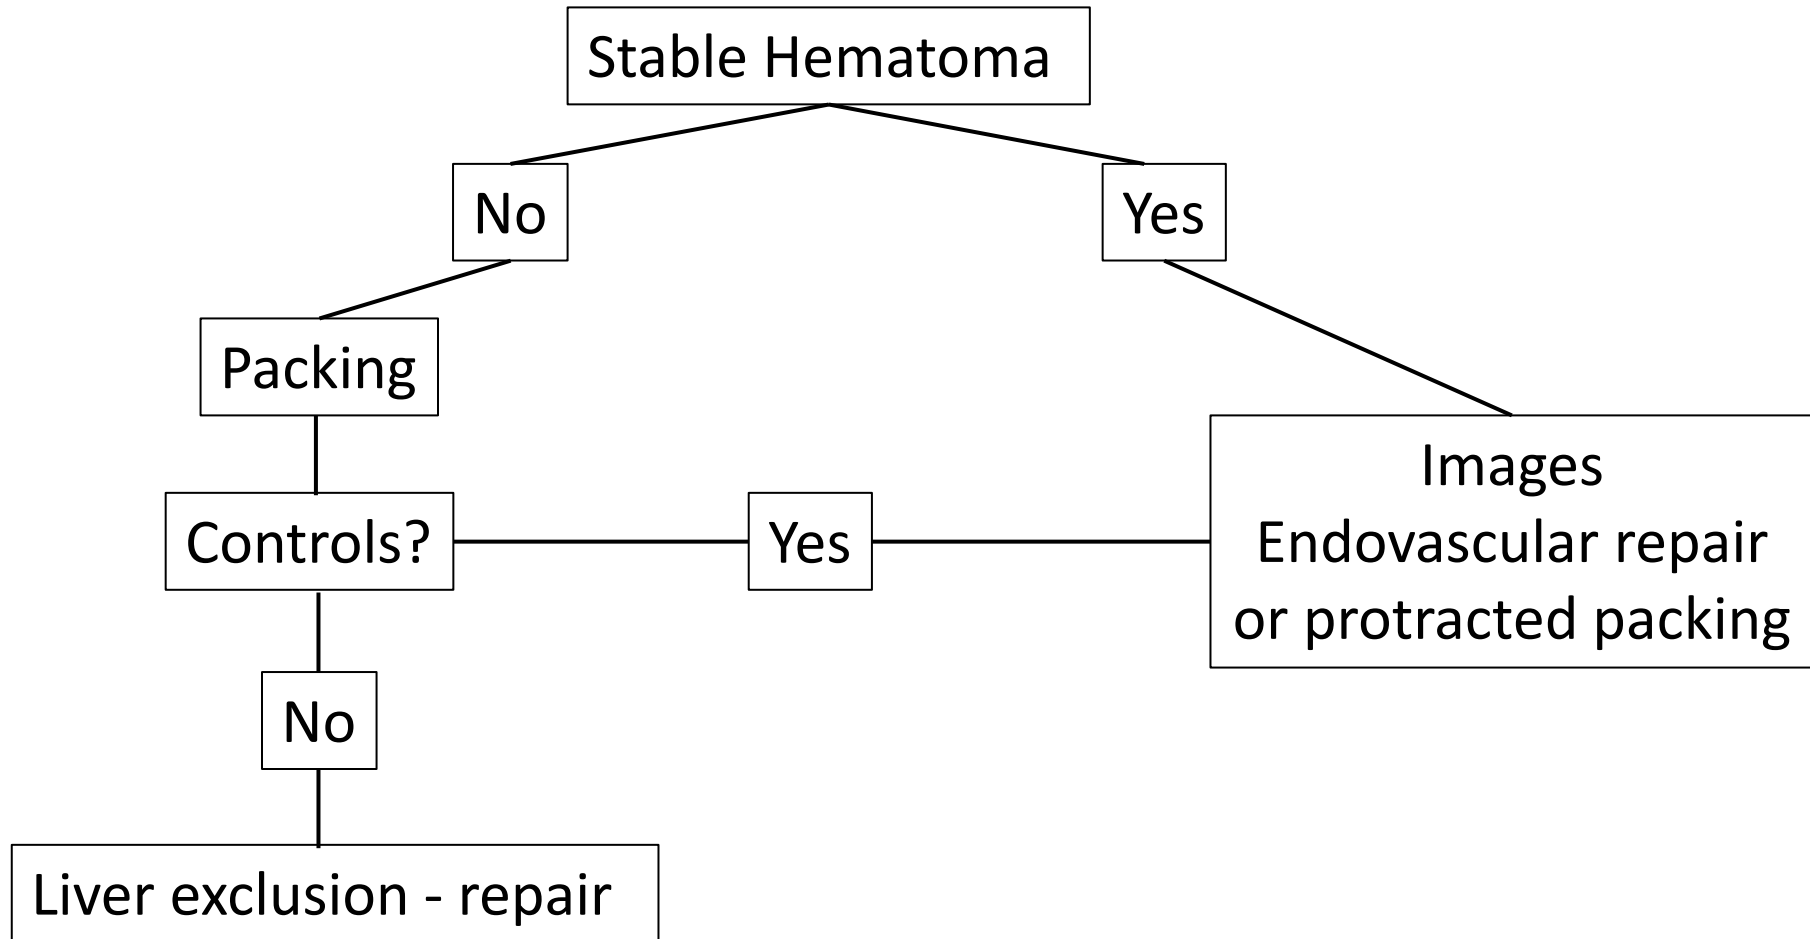 Stable Hematoma
No
Yes
Packing
Images
Endovascular repair
or protracted packing
Controls?
Yes
No
Liver exclusion - repair